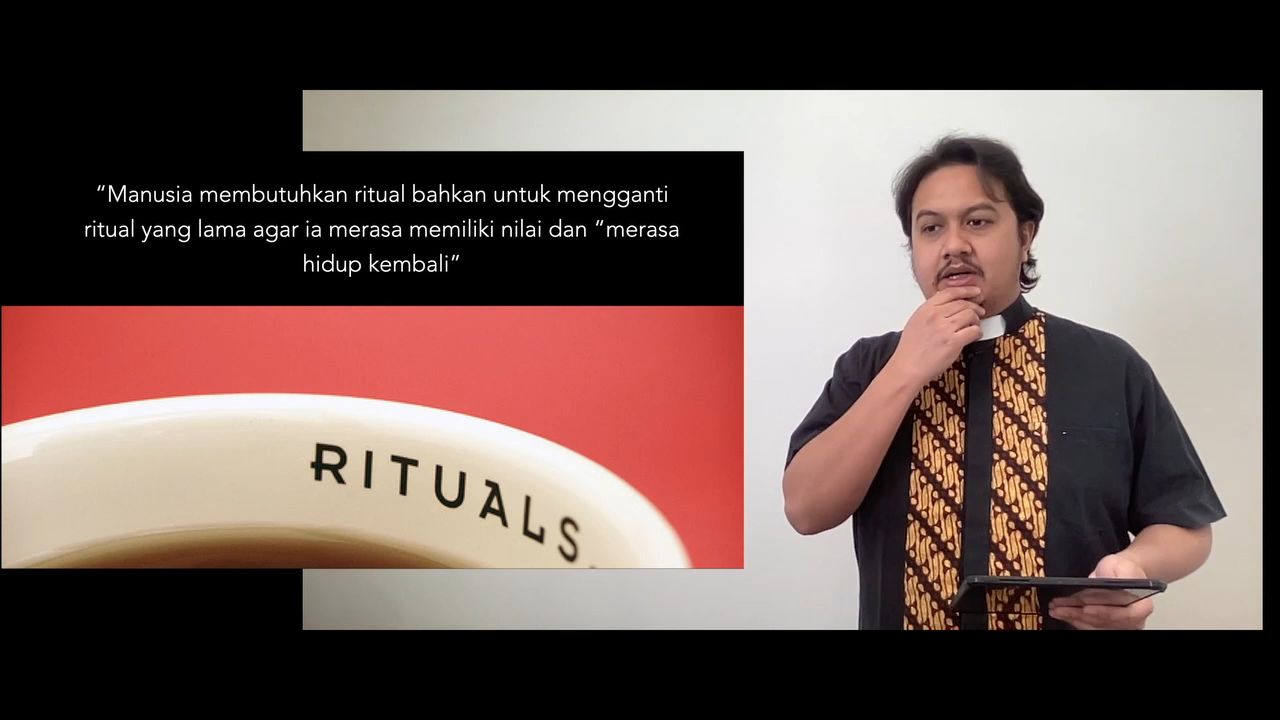 “Manusia membutuhkan ritual bahkan untuk mengganti
ritual yang lama agar ia merasa memiliki nilai dan “merasa
hidup kembali”
RITUALS.